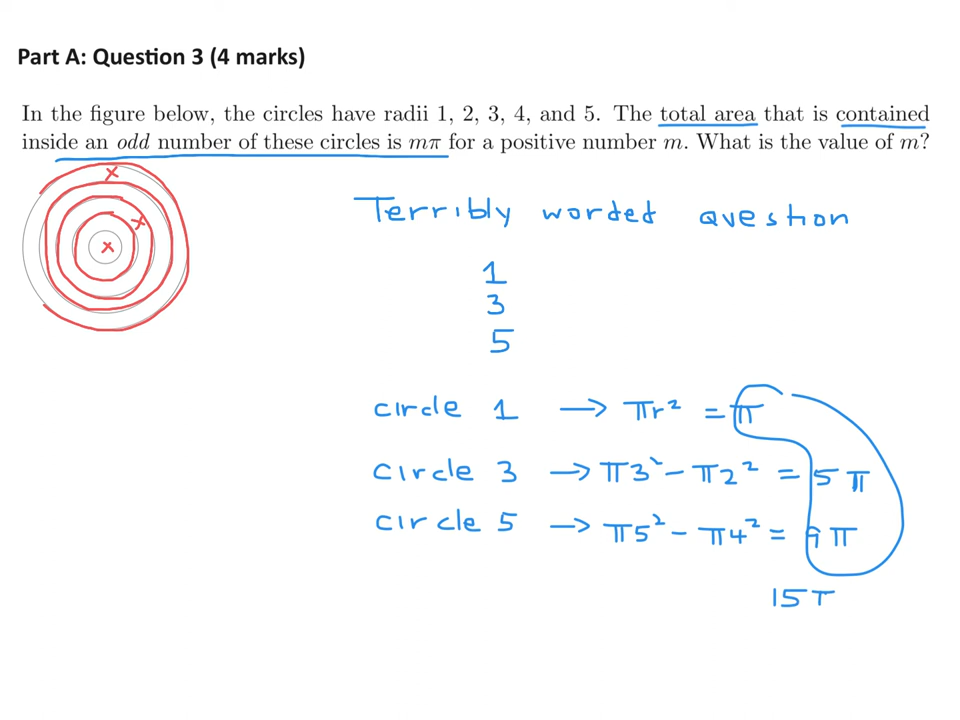 Part A: Question 3 (4 marks)
In the figure below, the circles have radii 1, 2, 3, 4, and 5. The total area that is contained
inside an odd number of these circles is mπ for a positive number m. What is the value of m?
Terribly worded question
1
3
5
circle 1 → πr² = π
circle 3 → π3² − π2² = 5π
circle 5 → π5² − π4² = 9π
15π